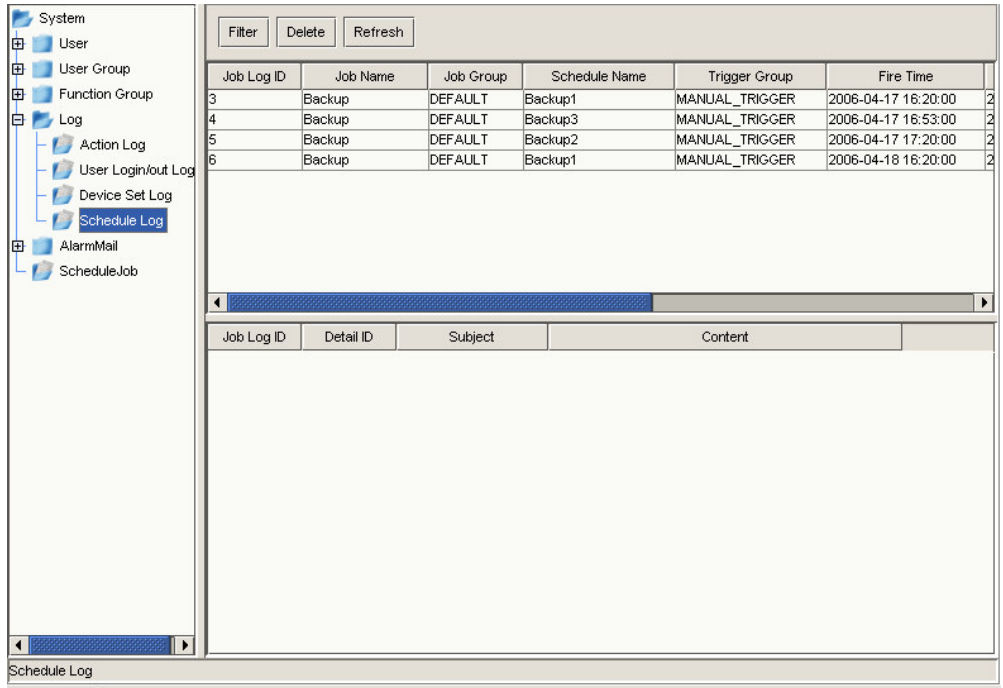 System
User
User Group
Function Group
Log
Action Log
User Login/out Log
Device Set Log
Schedule Log
AlarmMail
ScheduleJob
Filter Delete Refresh
Job Log ID Job Name Job Group Schedule Name Trigger Group Fire Time
3 Backup DEFAULT Backup1 MANUAL_TRIGGER 2006-04-17 16:20:00 2
4 Backup DEFAULT Backup3 MANUAL_TRIGGER 2006-04-17 16:53:00 2
5 Backup DEFAULT Backup2 MANUAL_TRIGGER 2006-04-17 17:20:00 2
6 Backup DEFAULT Backup1 MANUAL_TRIGGER 2006-04-18 16:20:00 2
Job Log ID Detail ID Subject Content
Schedule Log